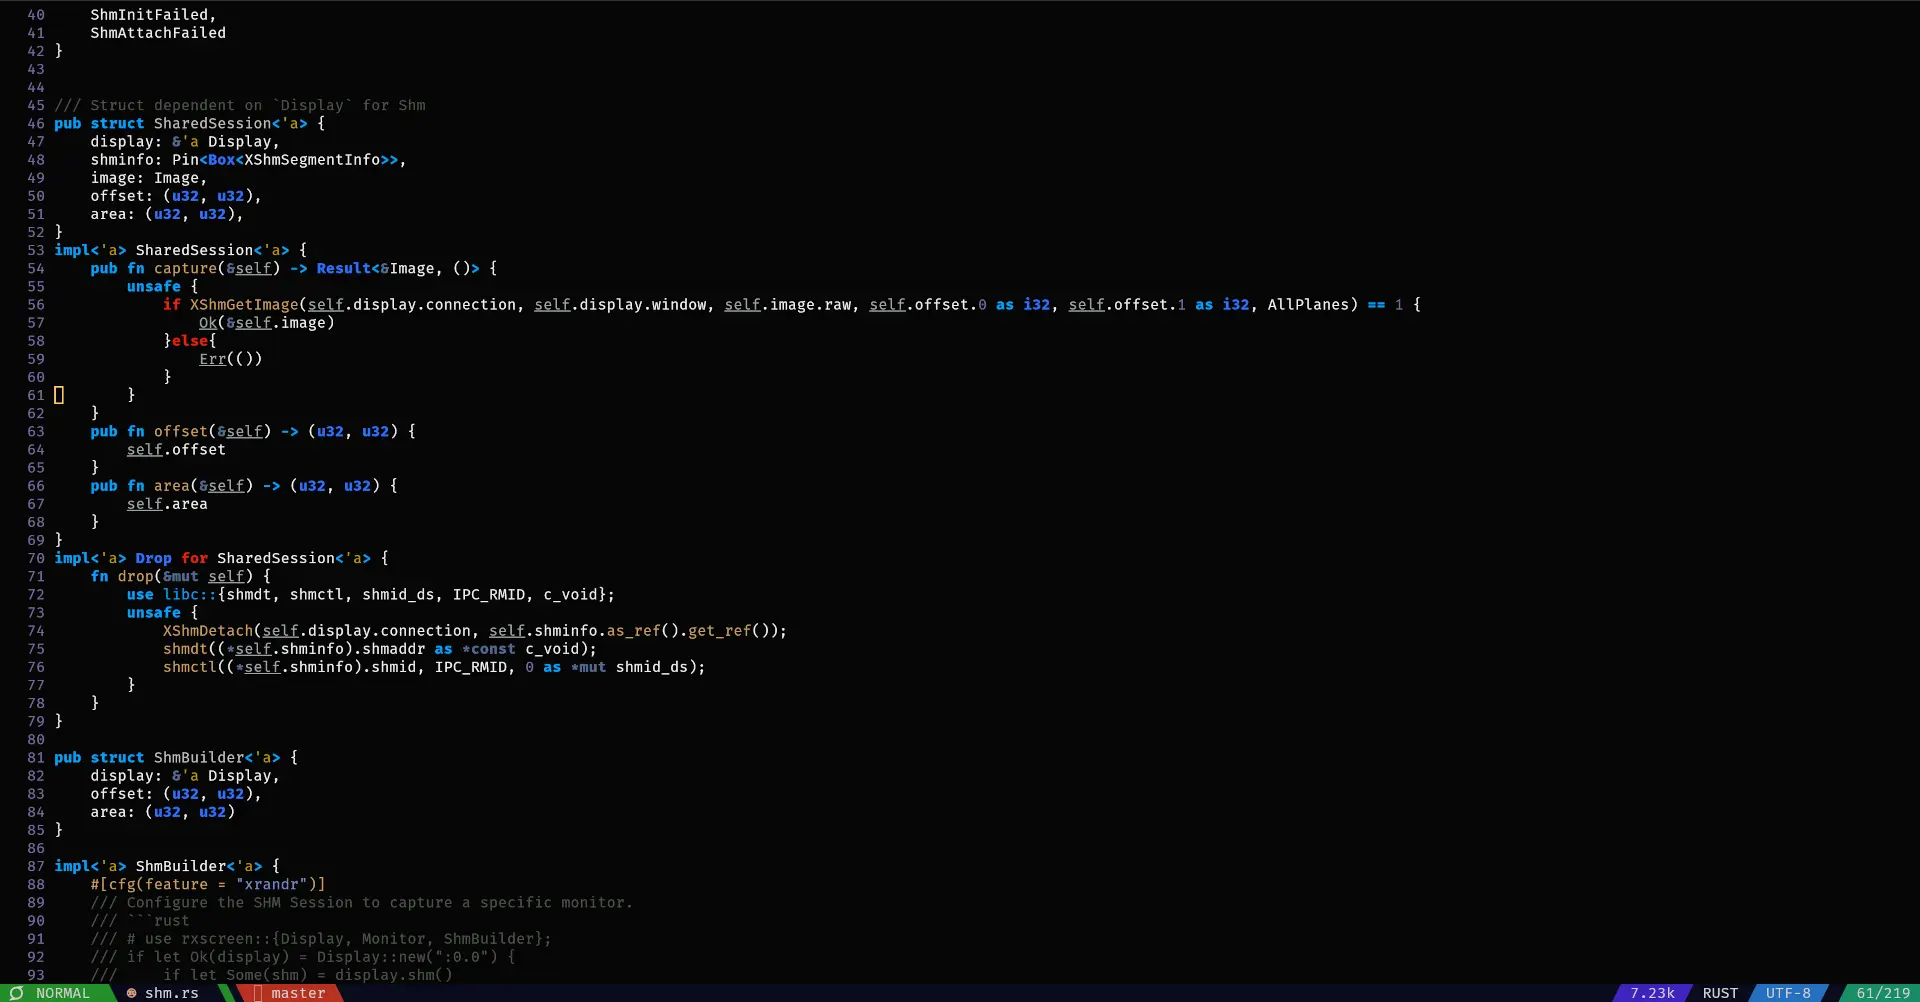 40     ShmInitFailed,
41     ShmAttachFailed
42 }
43
44
45 /// Struct dependent on `Display` for Shm
46 pub struct SharedSession<'a> {
47     display: &'a Display,
48     shminfo: Pin<Box<XShmSegmentInfo>>,
49     image: Image,
50     offset: (u32, u32),
51     area: (u32, u32),
52 }
53 impl<'a> SharedSession<'a> {
54     pub fn capture(&self) -> Result<&Image, ()> {
55         unsafe {
56             if XShmGetImage(self.display.connection, self.display.window, self.image.raw, self.offset.0 as i32, self.offset.1 as i32, AllPlanes) == 1 {
57                 Ok(&self.image)
58             }else{
59                 Err(())
60             }
61         }
62     }
63     pub fn offset(&self) -> (u32, u32) {
64         self.offset
65     }
66     pub fn area(&self) -> (u32, u32) {
67         self.area
68     }
69 }
70 impl<'a> Drop for SharedSession<'a> {
71     fn drop(&mut self) {
72         use libc::{shmdt, shmctl, shmid_ds, IPC_RMID, c_void};
73         unsafe {
74             XShmDetach(self.display.connection, self.shminfo.as_ref().get_ref());
75             shmdt((*self.shminfo).shmaddr as *const c_void);
76             shmctl((*self.shminfo).shmid, IPC_RMID, 0 as *mut shmid_ds);
77         }
78     }
79 }
80
81 pub struct ShmBuilder<'a> {
82     display: &'a Display,
83     offset: (u32, u32),
84     area: (u32, u32)
85 }
86
87 impl<'a> ShmBuilder<'a> {
88     #[cfg(feature = "xrandr")]
89     /// Configure the SHM Session to capture a specific monitor.
90     /// ```rust
91     /// # use rxscreen::{Display, Monitor, ShmBuilder};
92     /// if let Ok(display) = Display::new(":0.0") {
93     ///     if let Some(shm) = display.shm()
NORMAL shm.rs master 7.23k RUST UTF-8 61/219